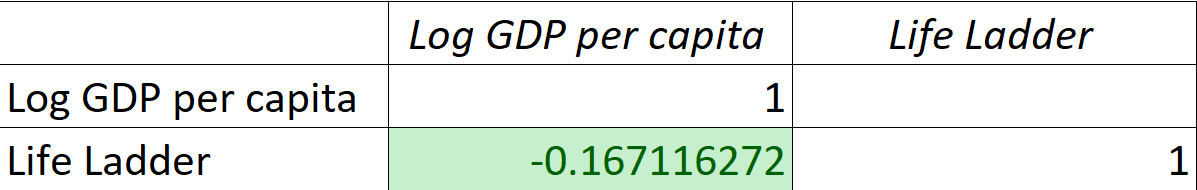 Log GDP per capita Life Ladder
Log GDP per capita 1
Life Ladder -0.167116272 1